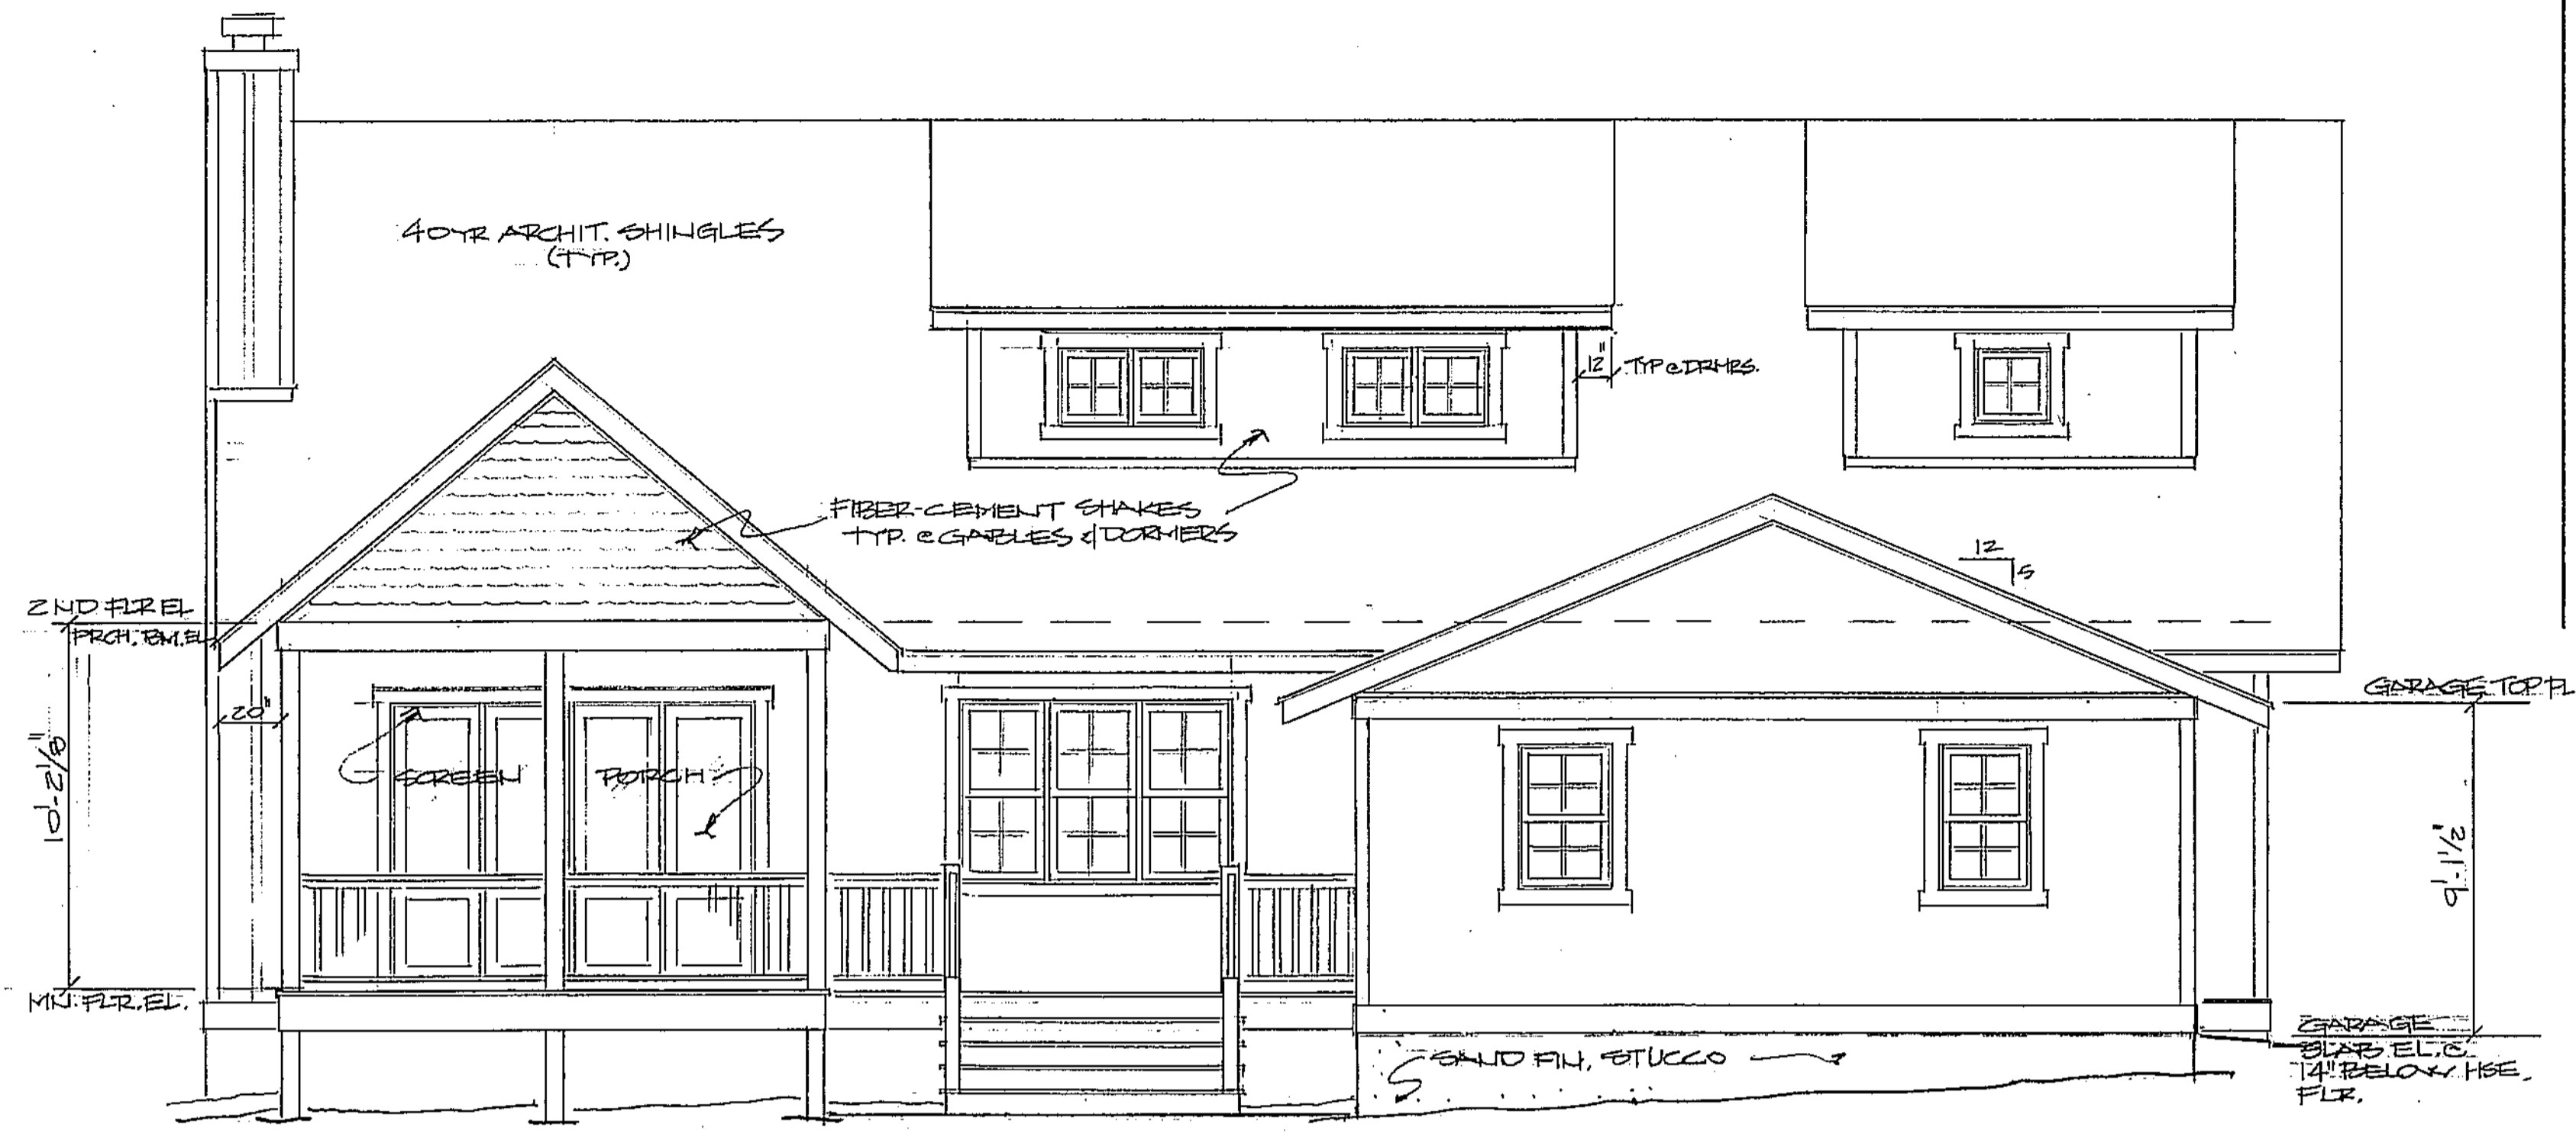 40YR ARCHIT. SHINGLES
(TYP.)
12" TYP @ DRMRS.
FIBER-CEMENT SHAKES
TYP. @ GABLES & DORMERS
12
5
2ND FLR EL
PRCH. BM. EL
GARAGE TOP PL
20"
10'-2 1/8"
SCREEN PORCH
9'-1 1/2"
MN. FLR. EL.
SAND FIN. STUCCO
GARAGE
SLAB EL. @
14" BELOW HSE.
FLR.